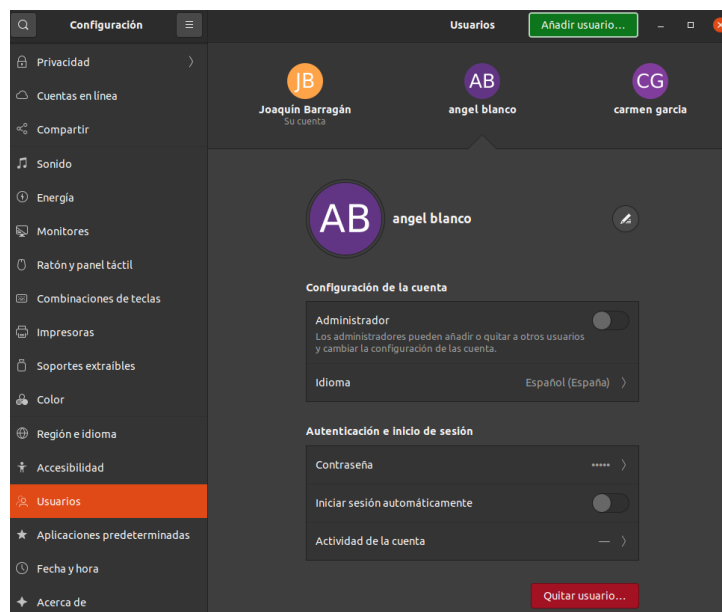 Configuración
Usuarios
Añadir usuario...
Privacidad
Cuentas en línea
Compartir
Sonido
Energía
Monitores
Ratón y panel táctil
Combinaciones de teclas
Impresoras
Soportes extraíbles
Color
Región e idioma
Accesibilidad
Usuarios
Aplicaciones predeterminadas
Fecha y hora
Acerca de
JB
Joaquín Barragán
Su cuenta
AB
angel blanco
CG
carmen garcia
AB
angel blanco
Configuración de la cuenta
Administrador
Los administradores pueden añadir o quitar a otros usuarios
y cambiar la configuración de las cuenta.
Idioma
Español (España)
Autenticación e inicio de sesión
Contraseña
•••••
Iniciar sesión automáticamente
Actividad de la cuenta
—
Quitar usuario...